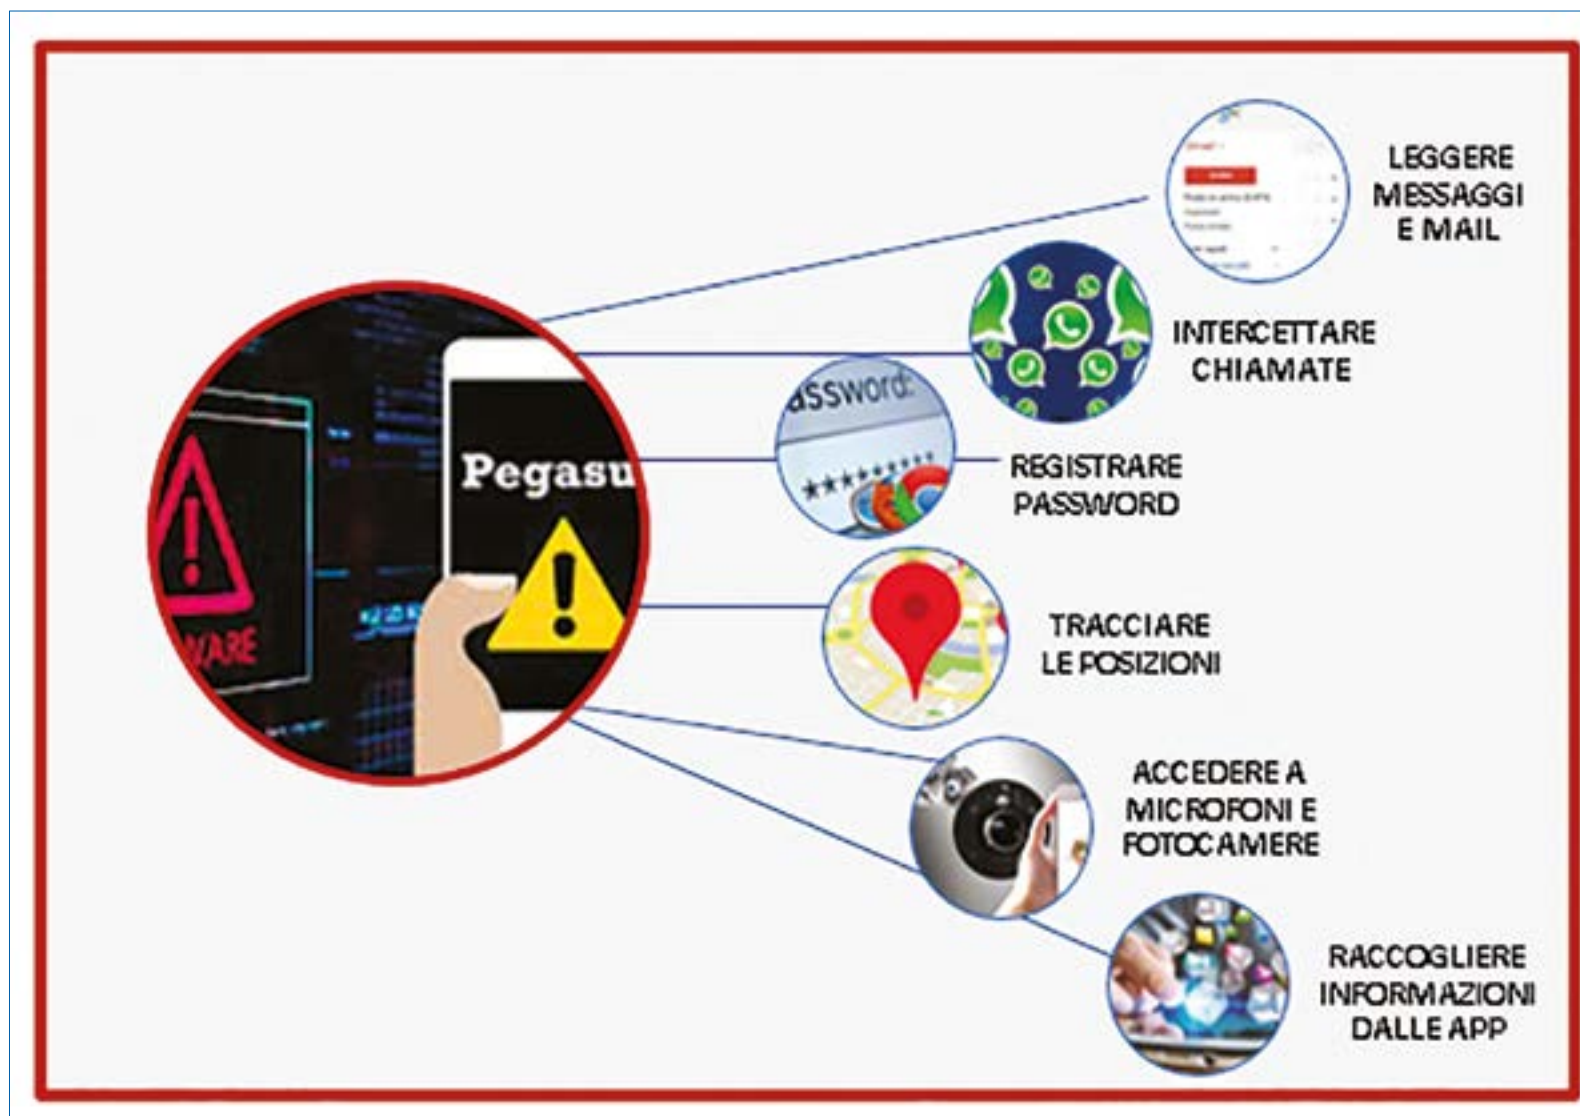 LEGGERE
MESSAGGI
E MAIL
INTERCETTARE
CHIAMATE
assword:
*********
REGISTRARE
PASSWORD
Pegasu
WARE
TRACCIARE
LE POSIZIONI
ACCEDERE A
MICROFONI E
FOTOCAMERE
RACCOGLIERE
INFORMAZIONI
DALLE APP